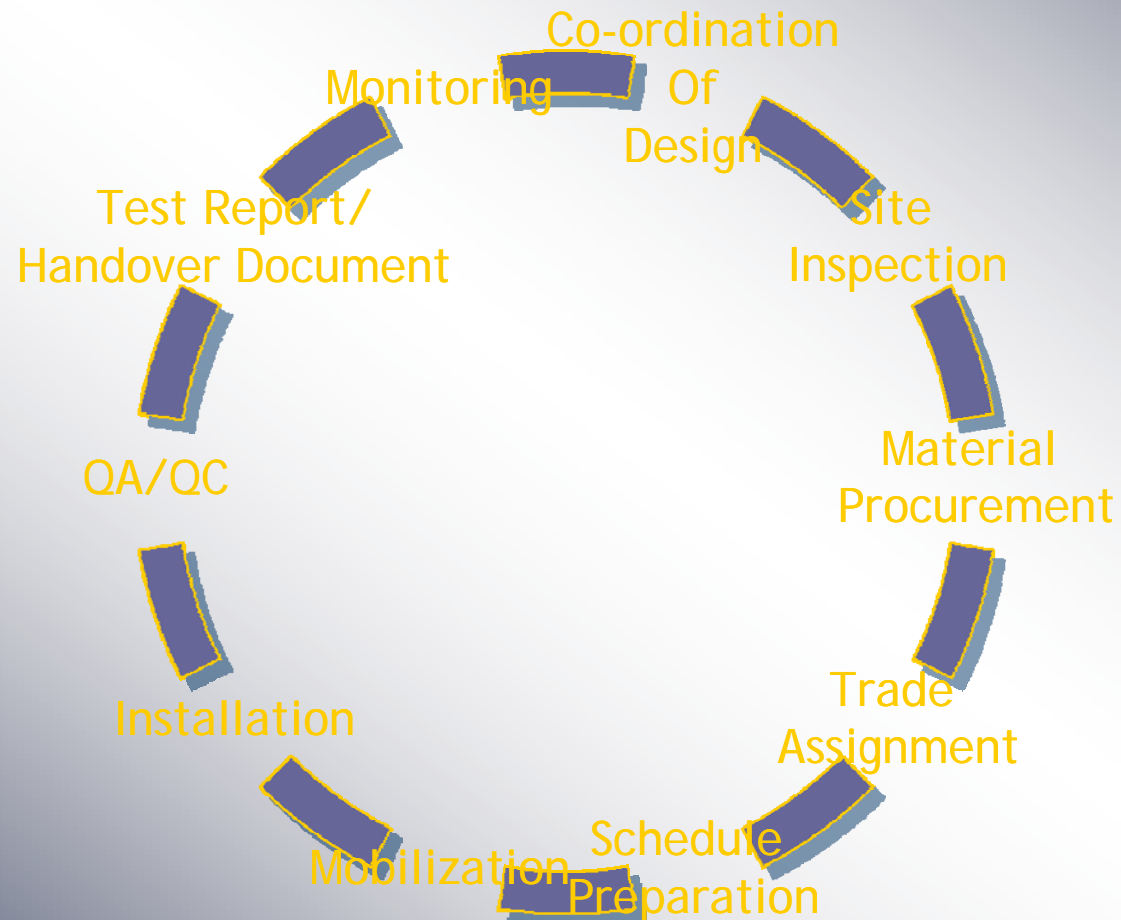 Co-ordination
Of
Design
Site
Inspection
Material
Procurement
Trade
Assignment
Schedule
Preparation
Mobilization
Installation
QA/QC
Test Report/
Handover Document
Monitoring